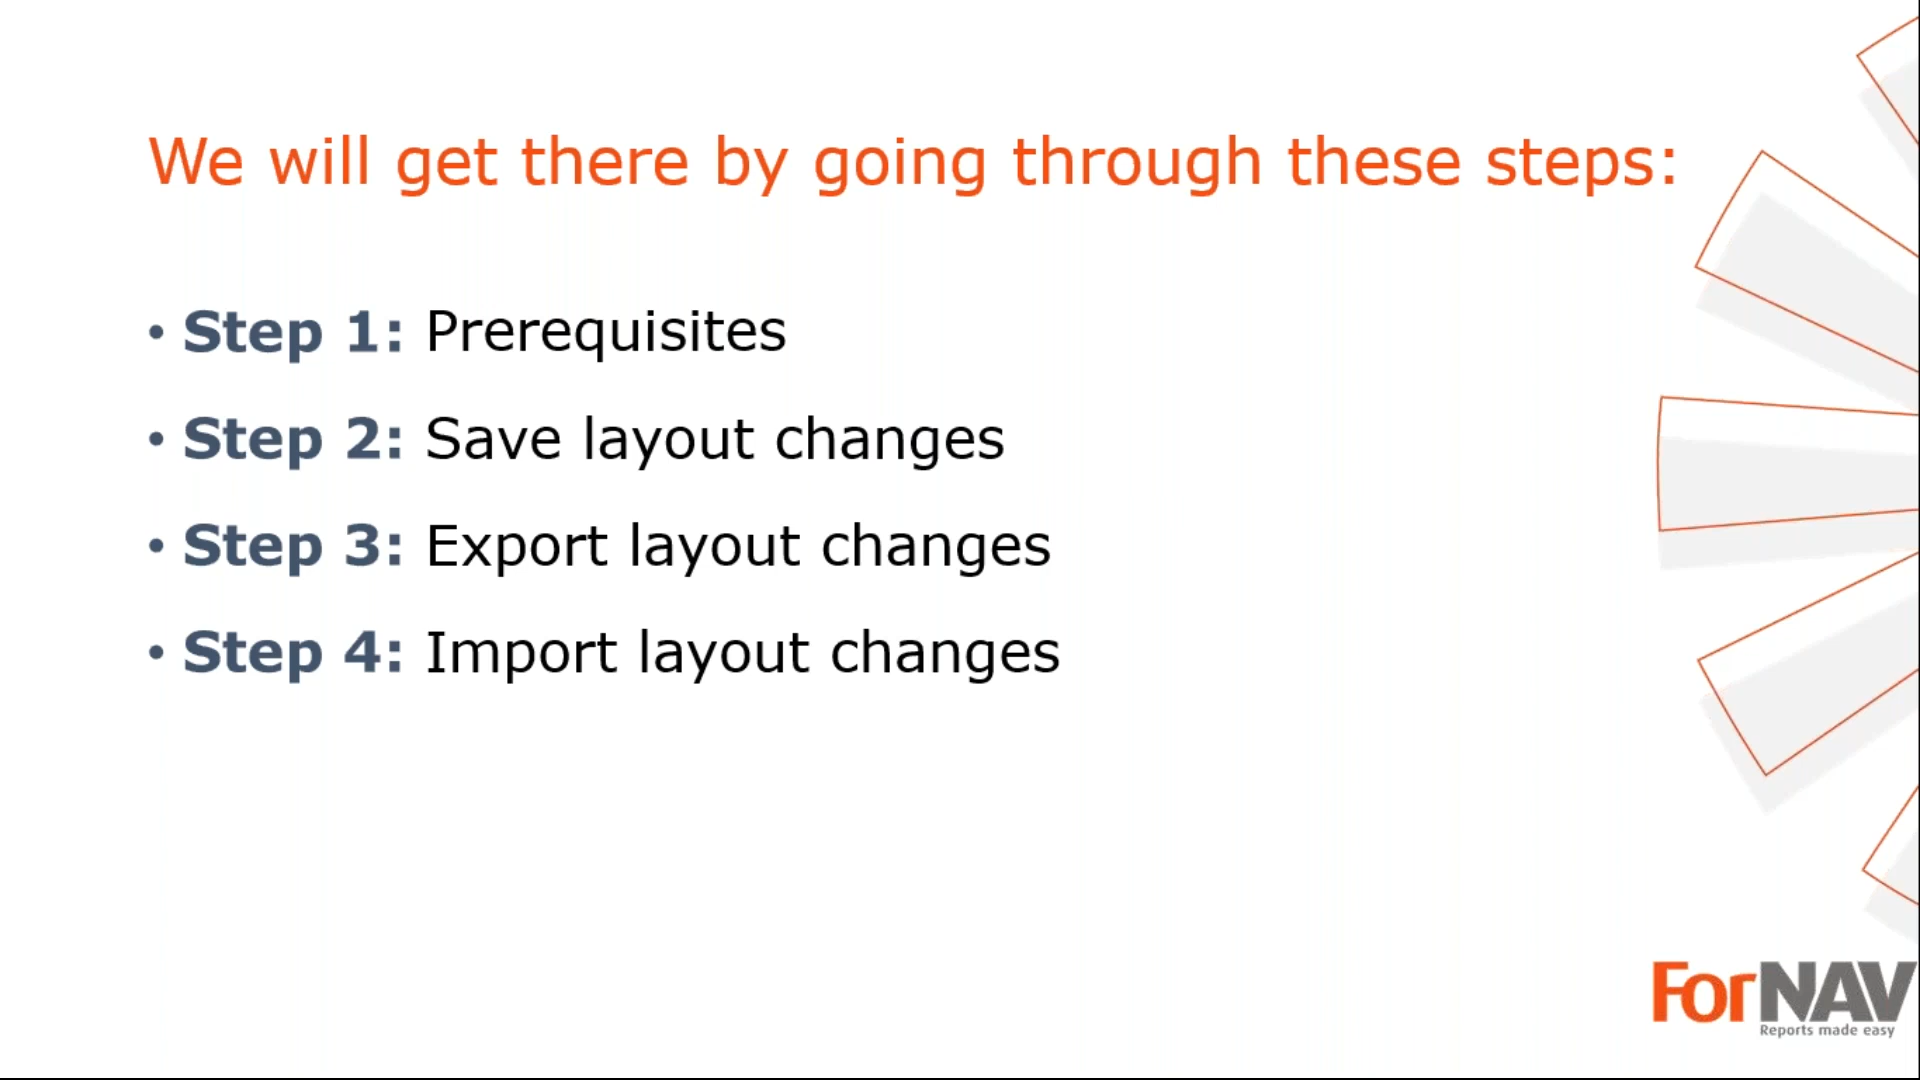 We will get there by going through these steps:
• Step 1: Prerequisites
• Step 2: Save layout changes
• Step 3: Export layout changes
• Step 4: Import layout changes
ForNAV
Reports made easy